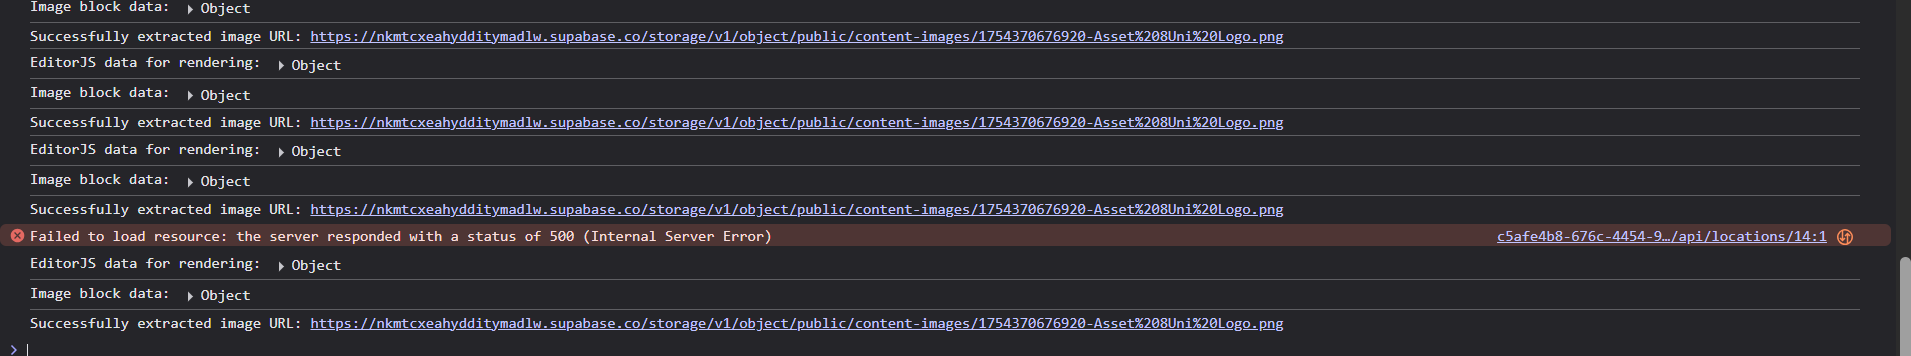 Image block data: Object
Successfully extracted image URL: https://nkmtcxeahydditymadlw.supabase.co/storage/v1/object/public/content-images/1754370676920-Asset%208Uni%20Logo.png
EditorJS data for rendering: Object
Image block data: Object
Successfully extracted image URL: https://nkmtcxeahydditymadlw.supabase.co/storage/v1/object/public/content-images/1754370676920-Asset%208Uni%20Logo.png
EditorJS data for rendering: Object
Image block data: Object
Successfully extracted image URL: https://nkmtcxeahydditymadlw.supabase.co/storage/v1/object/public/content-images/1754370676920-Asset%208Uni%20Logo.png
Failed to load resource: the server responded with a status of 500 (Internal Server Error) c5afe4b8-676c-4454-9…/api/locations/14:1
EditorJS data for rendering: Object
Image block data: Object
Successfully extracted image URL: https://nkmtcxeahydditymadlw.supabase.co/storage/v1/object/public/content-images/1754370676920-Asset%208Uni%20Logo.png